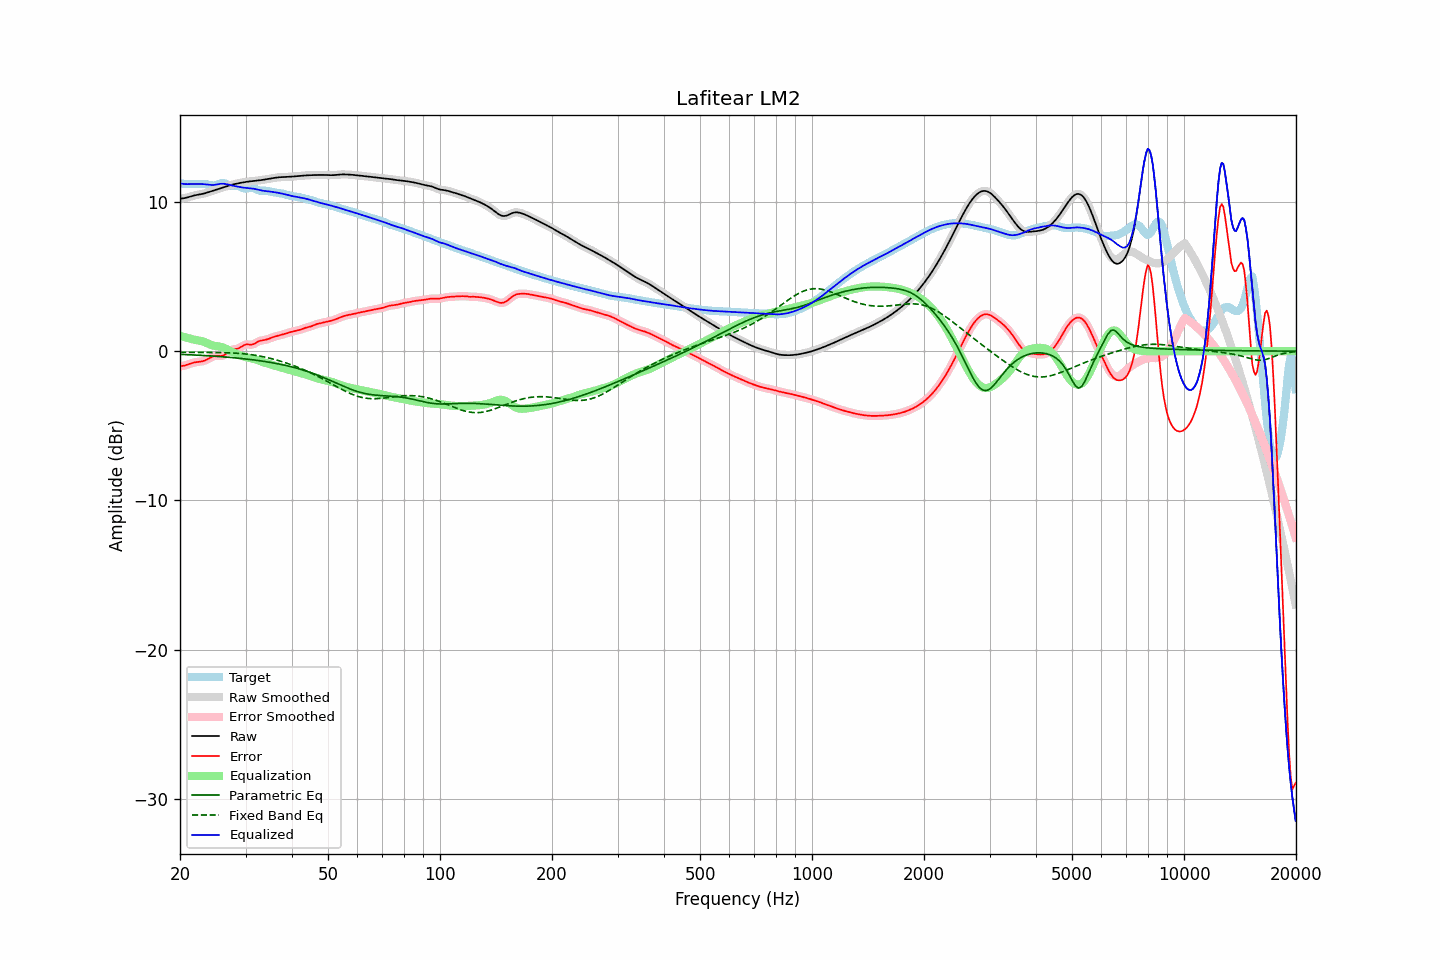 Lafitear LM2
Amplitude (dBr)
10
0
−10
−20
−30
Target
Raw Smoothed
Error Smoothed
Raw
Error
Equalization
Parametric Eq
Fixed Band Eq
Equalized
20 50 100 200 500 1000 2000 5000 10000 20000
Frequency (Hz)